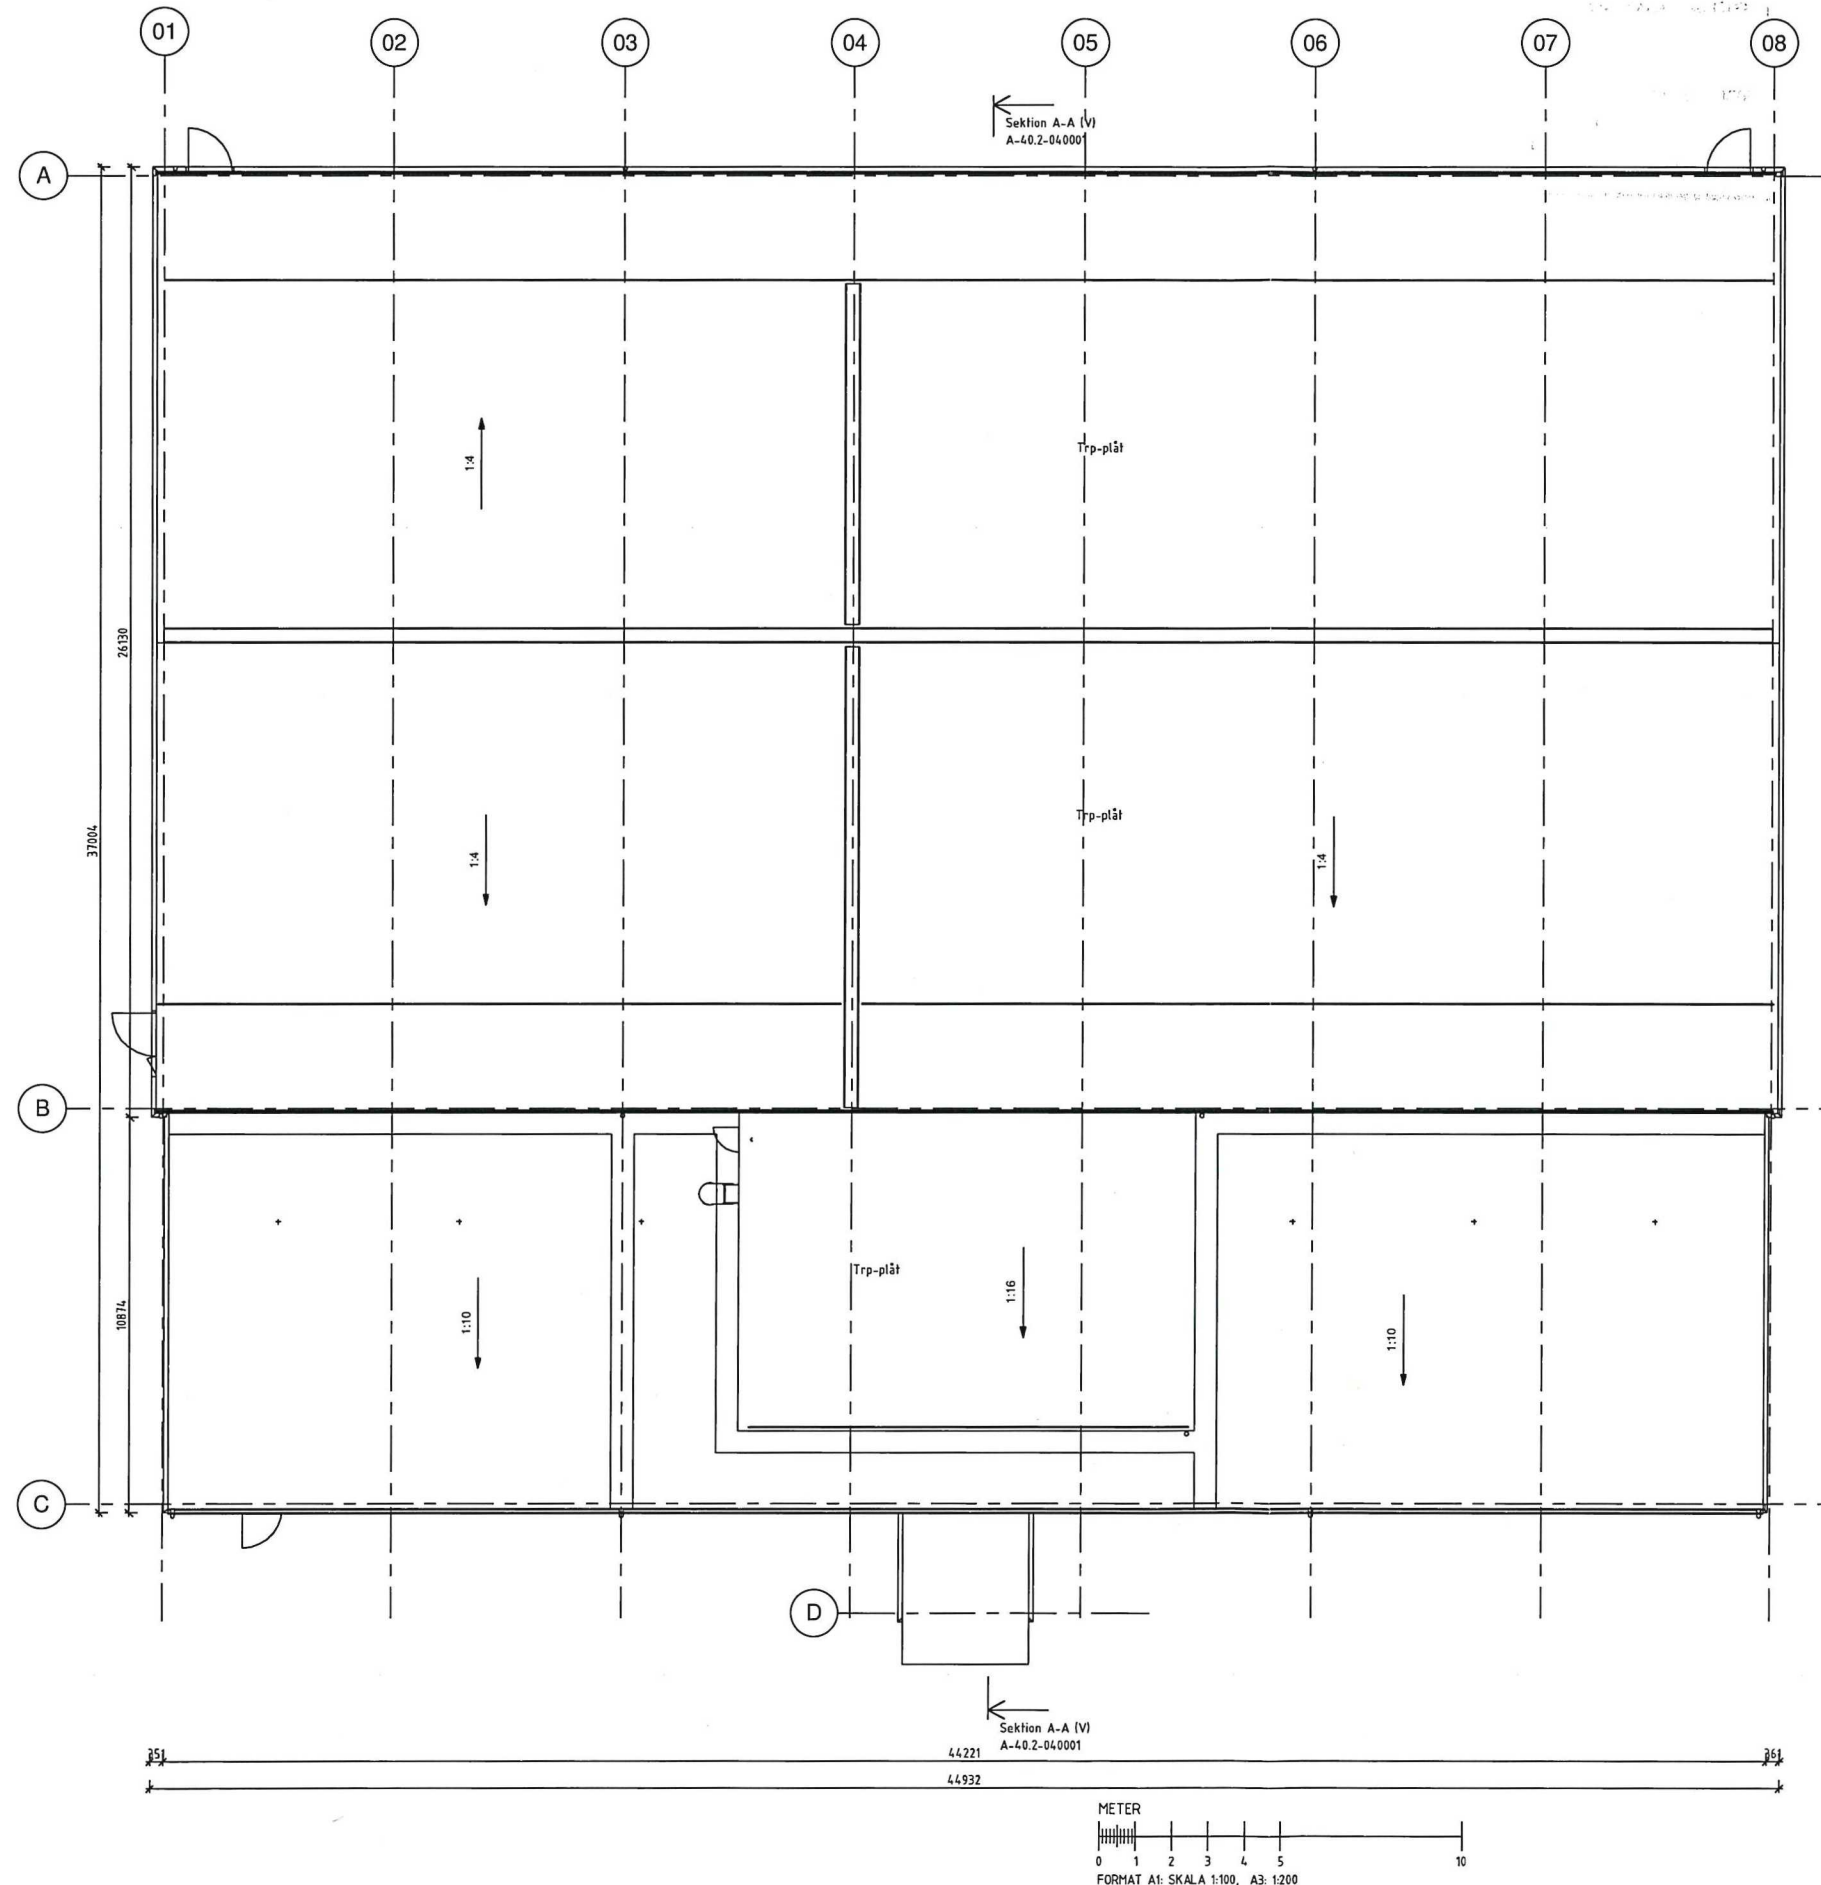 01
02
03
04
05
06
07
08
Sektion A-A (V)
A-40.2-040001
A
1:4
Trp-plåt
26130
37004
Trp-plåt
1:4
1:4
B
10874
Trp-plåt
1:16
1:10
1:10
C
D
Sektion A-A (V)
A-40.2-040001
351
44221
361
44932
METER
0 1 2 3 4 5 10
FORMAT A1: SKALA 1:100, A3: 1:200